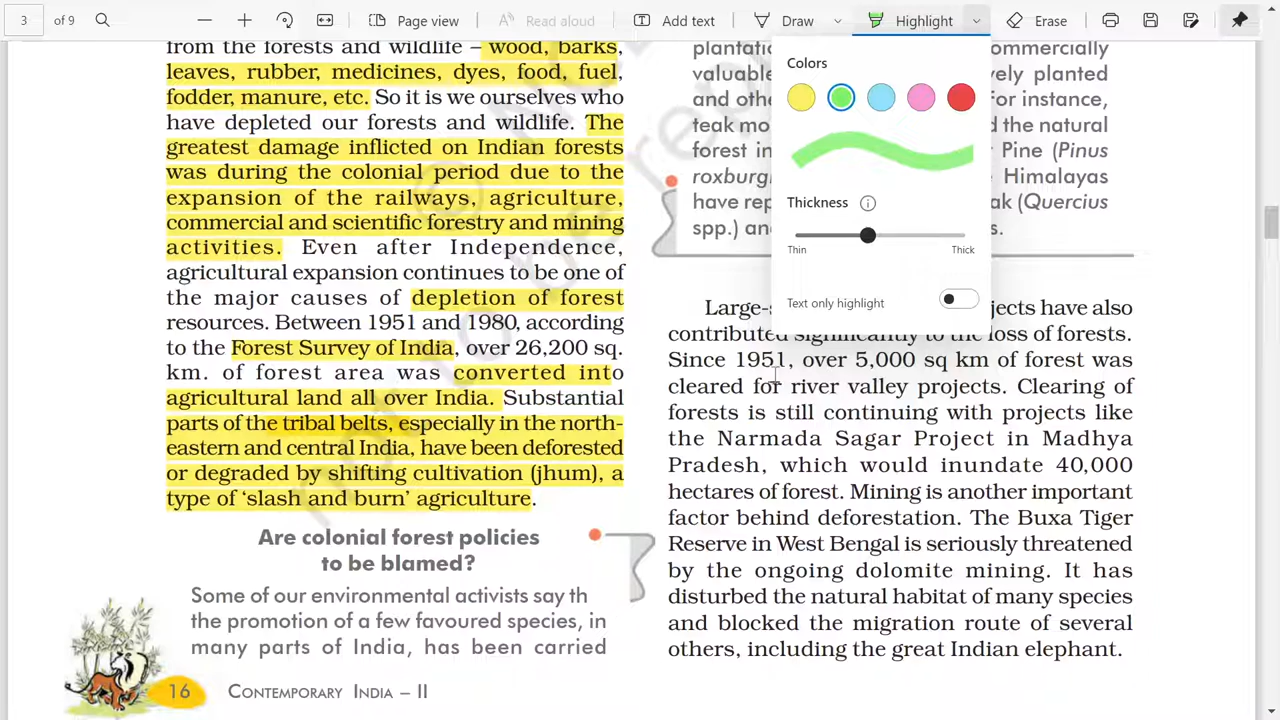 3 of 9 Page view Read aloud Add text Draw Highlight Erase
from the forests and wildlife – wood, barks,
leaves, rubber, medicines, dyes, food, fuel,
fodder, manure, etc. So it is we ourselves who
have depleted our forests and wildlife. The
greatest damage inflicted on Indian forests
was during the colonial period due to the
expansion of the railways, agriculture,
commercial and scientific forestry and mining
activities. Even after Independence,
agricultural expansion continues to be one of
the major causes of depletion of forest
resources. Between 1951 and 1980, according
to the Forest Survey of India, over 26,200 sq.
km. of forest area was converted into
agricultural land all over India. Substantial
parts of the tribal belts, especially in the north-
eastern and central India, have been deforested
or degraded by shifting cultivation (jhum), a
type of ‘slash and burn’ agriculture.
Are colonial forest policies
to be blamed?
Some of our environmental activists say th
the promotion of a few favoured species, in
many parts of India, has been carried
16 Contemporary India – II
Colors
Thickness
Thin Thick
Text only highlight
ommercially
valuable vely planted
and othe For instance,
teak mo d the natural
forest in Pine (Pinus
roxburg Himalayas
have rep ak (Quercius
spp.) an s.
Large-s jects have also
contributed significantly to the loss of forests.
Since 1951, over 5,000 sq km of forest was
cleared for river valley projects. Clearing of
forests is still continuing with projects like
the Narmada Sagar Project in Madhya
Pradesh, which would inundate 40,000
hectares of forest. Mining is another important
factor behind deforestation. The Buxa Tiger
Reserve in West Bengal is seriously threatened
by the ongoing dolomite mining. It has
disturbed the natural habitat of many species
and blocked the migration route of several
others, including the great Indian elephant.